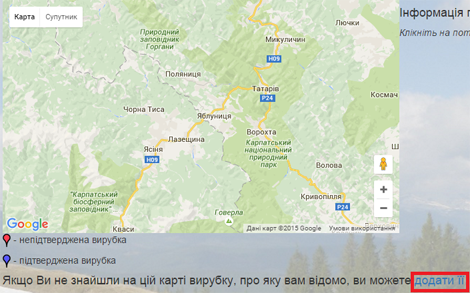 Карта Супутник
Природний
заповідник
Горгани
Лючки
Микуличин
H09
Поляниця
Татарів
P24
Космач
Чорна Тиса
Яблуниця
Ворохта
Лазещина
Ясіня
H09
Карпатський
національний
природний
парк
Волова
"Карпатський
біосферний
заповідник"
Кривопілля
P24
Говерла
Кваси
+
−
Google
Дані карт ©2015 Google Умови використання
Інформація
Клікніть на
- непідтверджена вирубка
- підтверджена вирубка
Якщо Ви не знайшли на цій карті вирубку, про яку вам відомо, ви можете додати її